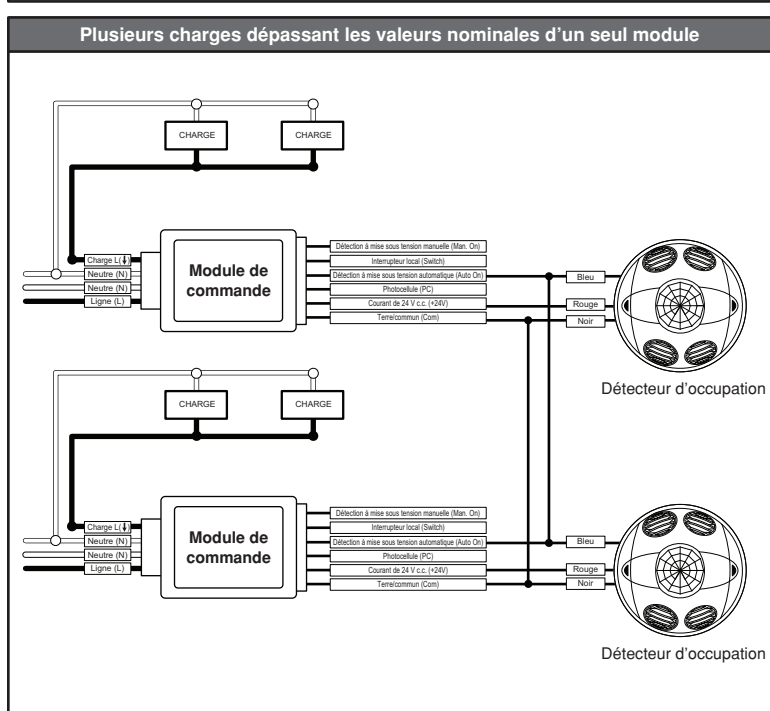 Plusieurs charges dépassant les valeurs nominales d'un seul module
CHARGE
CHARGE
Charge L(↓)
Neutre (N)
Neutre (N)
Ligne (L)
Module de
commande
Détection à mise sous tension manuelle (Man. On)
Interrupteur local (Switch)
Détection à mise sous tension automatique (Auto On)
Photocellule (PC)
Courant de 24 V c.c. (+24V)
Terre/commun (Com)
Bleu
Rouge
Noir
Détecteur d'occupation
CHARGE
CHARGE
Charge L(↓)
Neutre (N)
Neutre (N)
Ligne (L)
Module de
commande
Détection à mise sous tension manuelle (Man. On)
Interrupteur local (Switch)
Détection à mise sous tension automatique (Auto On)
Photocellule (PC)
Courant de 24 V c.c. (+24V)
Terre/commun (Com)
Bleu
Rouge
Noir
Détecteur d'occupation